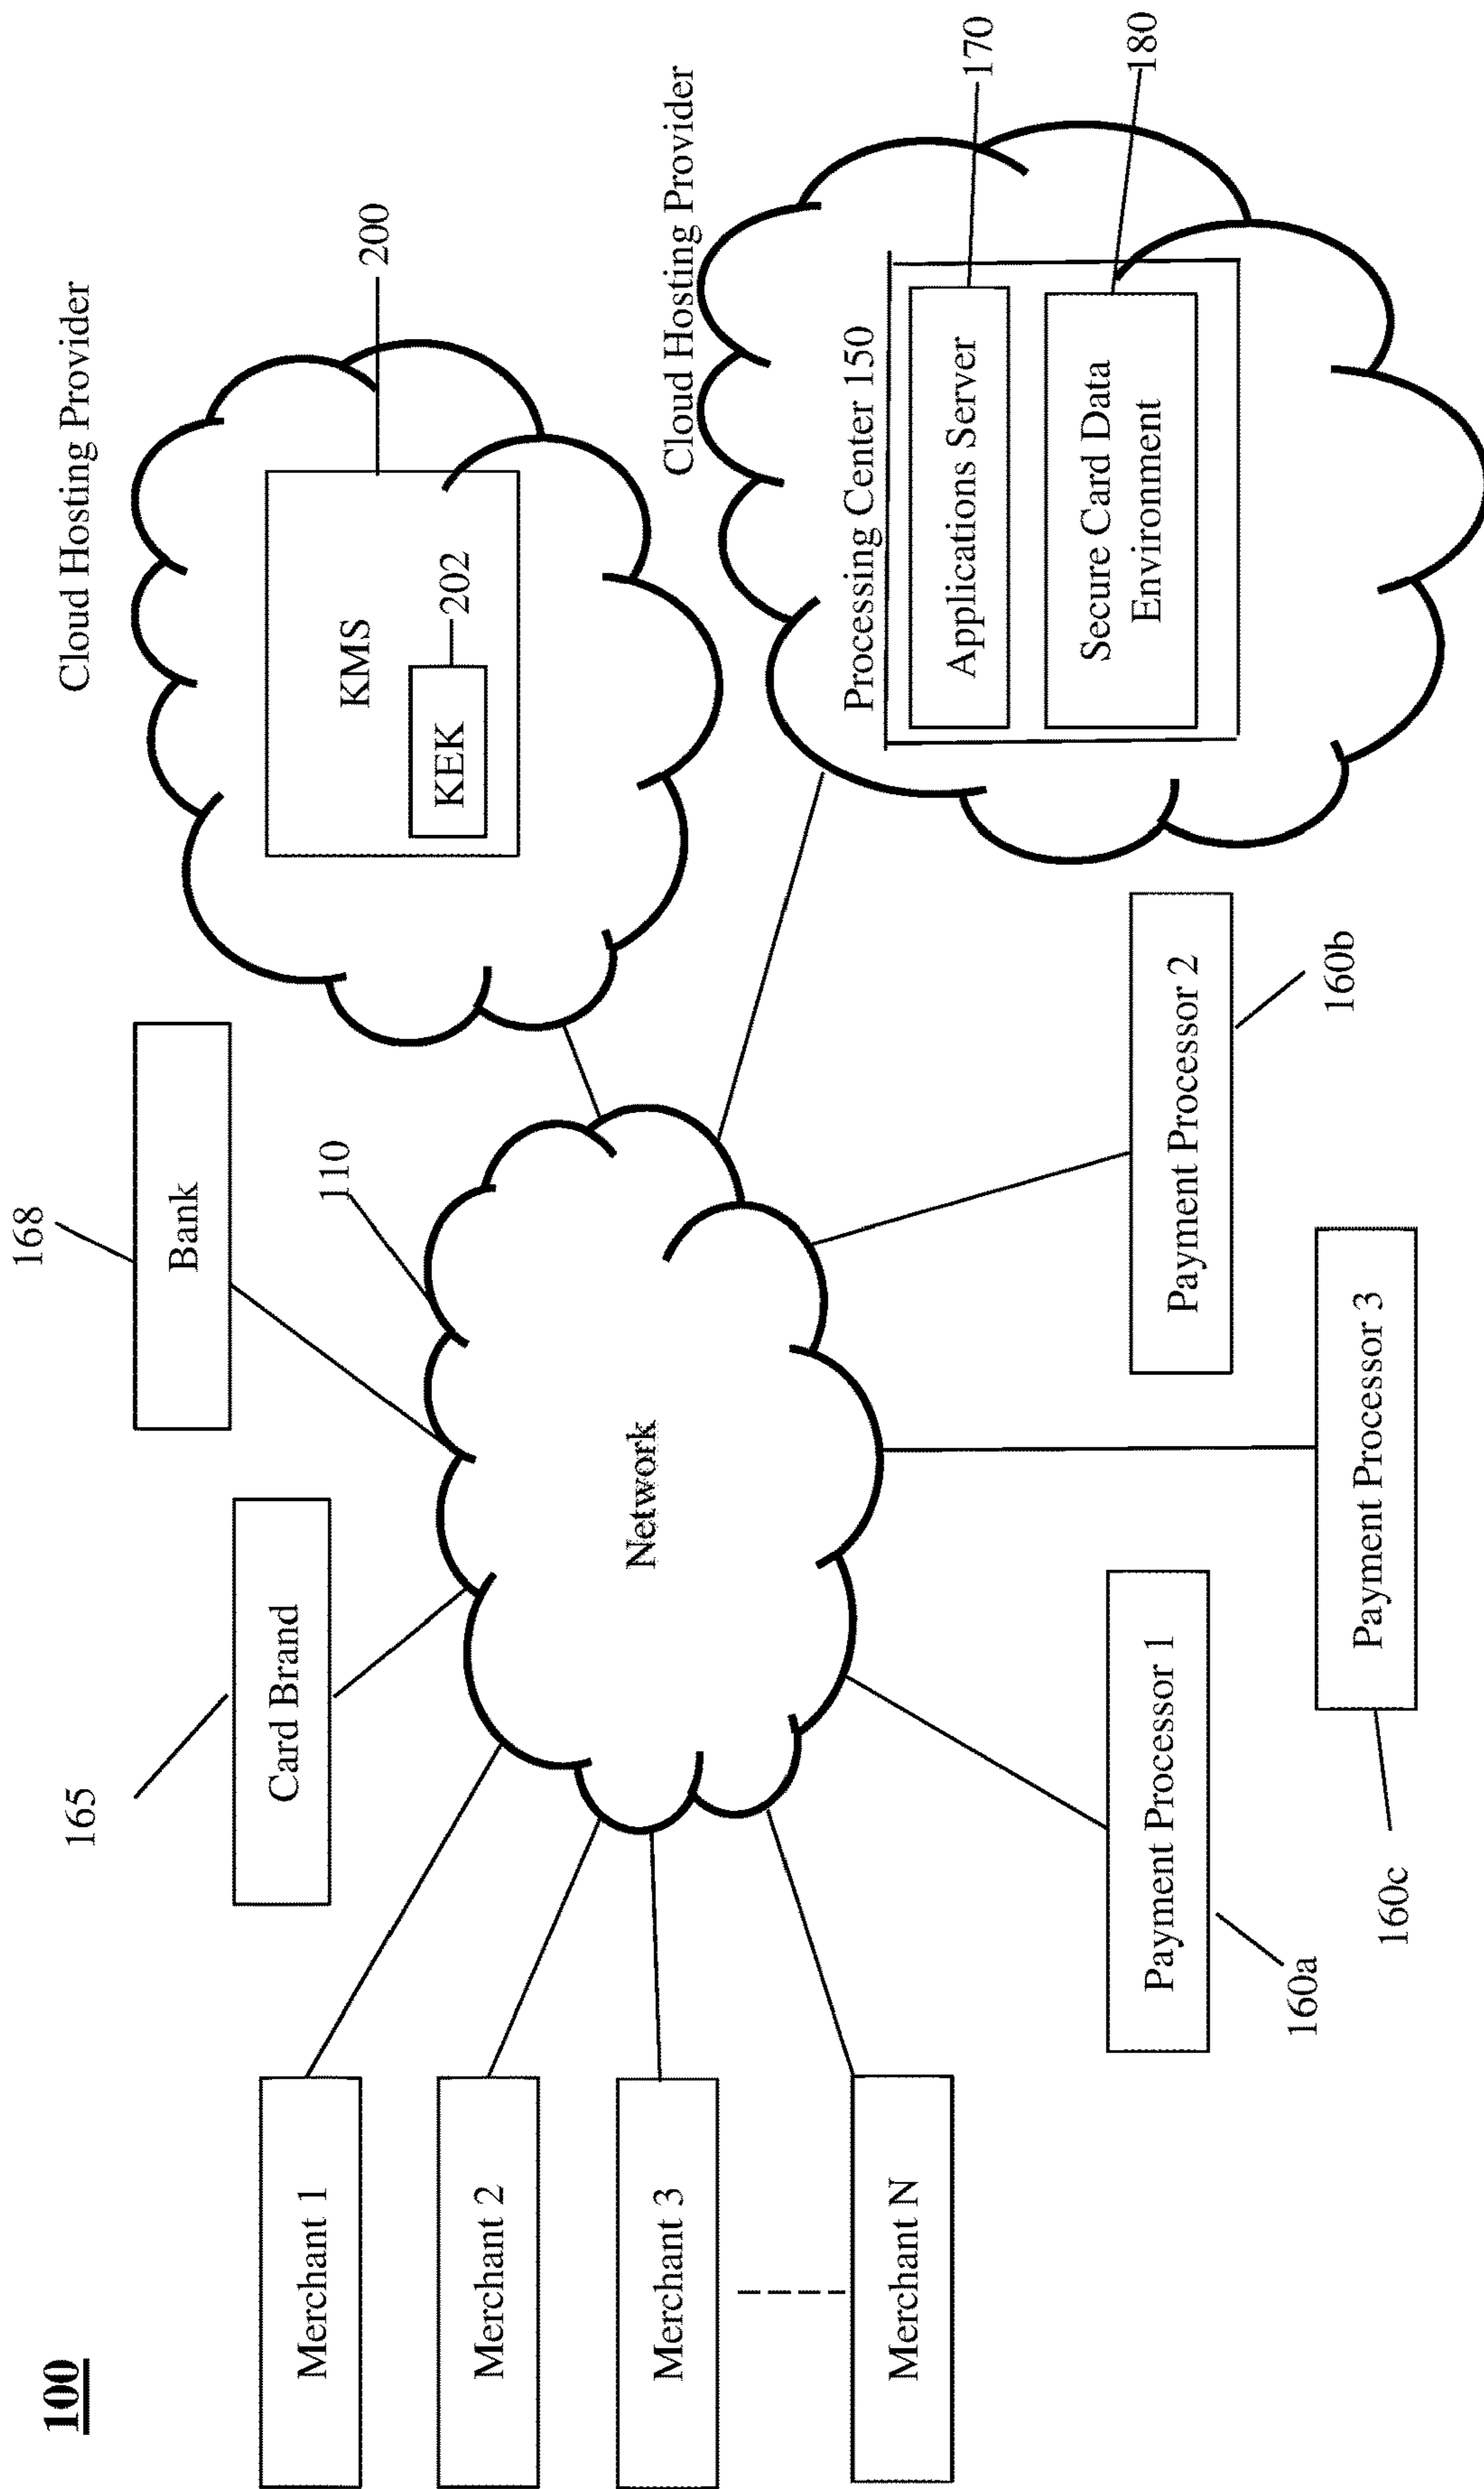 100
Merchant 1
Merchant 2
Merchant 3
Merchant N
165
Card Brand
168
Bank
110
Network
Cloud Hosting Provider
200
KMS
KEK
202
Cloud Hosting Provider
Processing Center 150
170
Applications Server
180
Secure Card Data
Environment
Payment Processor 1
160a
Payment Processor 2
160b
Payment Processor 3
160c